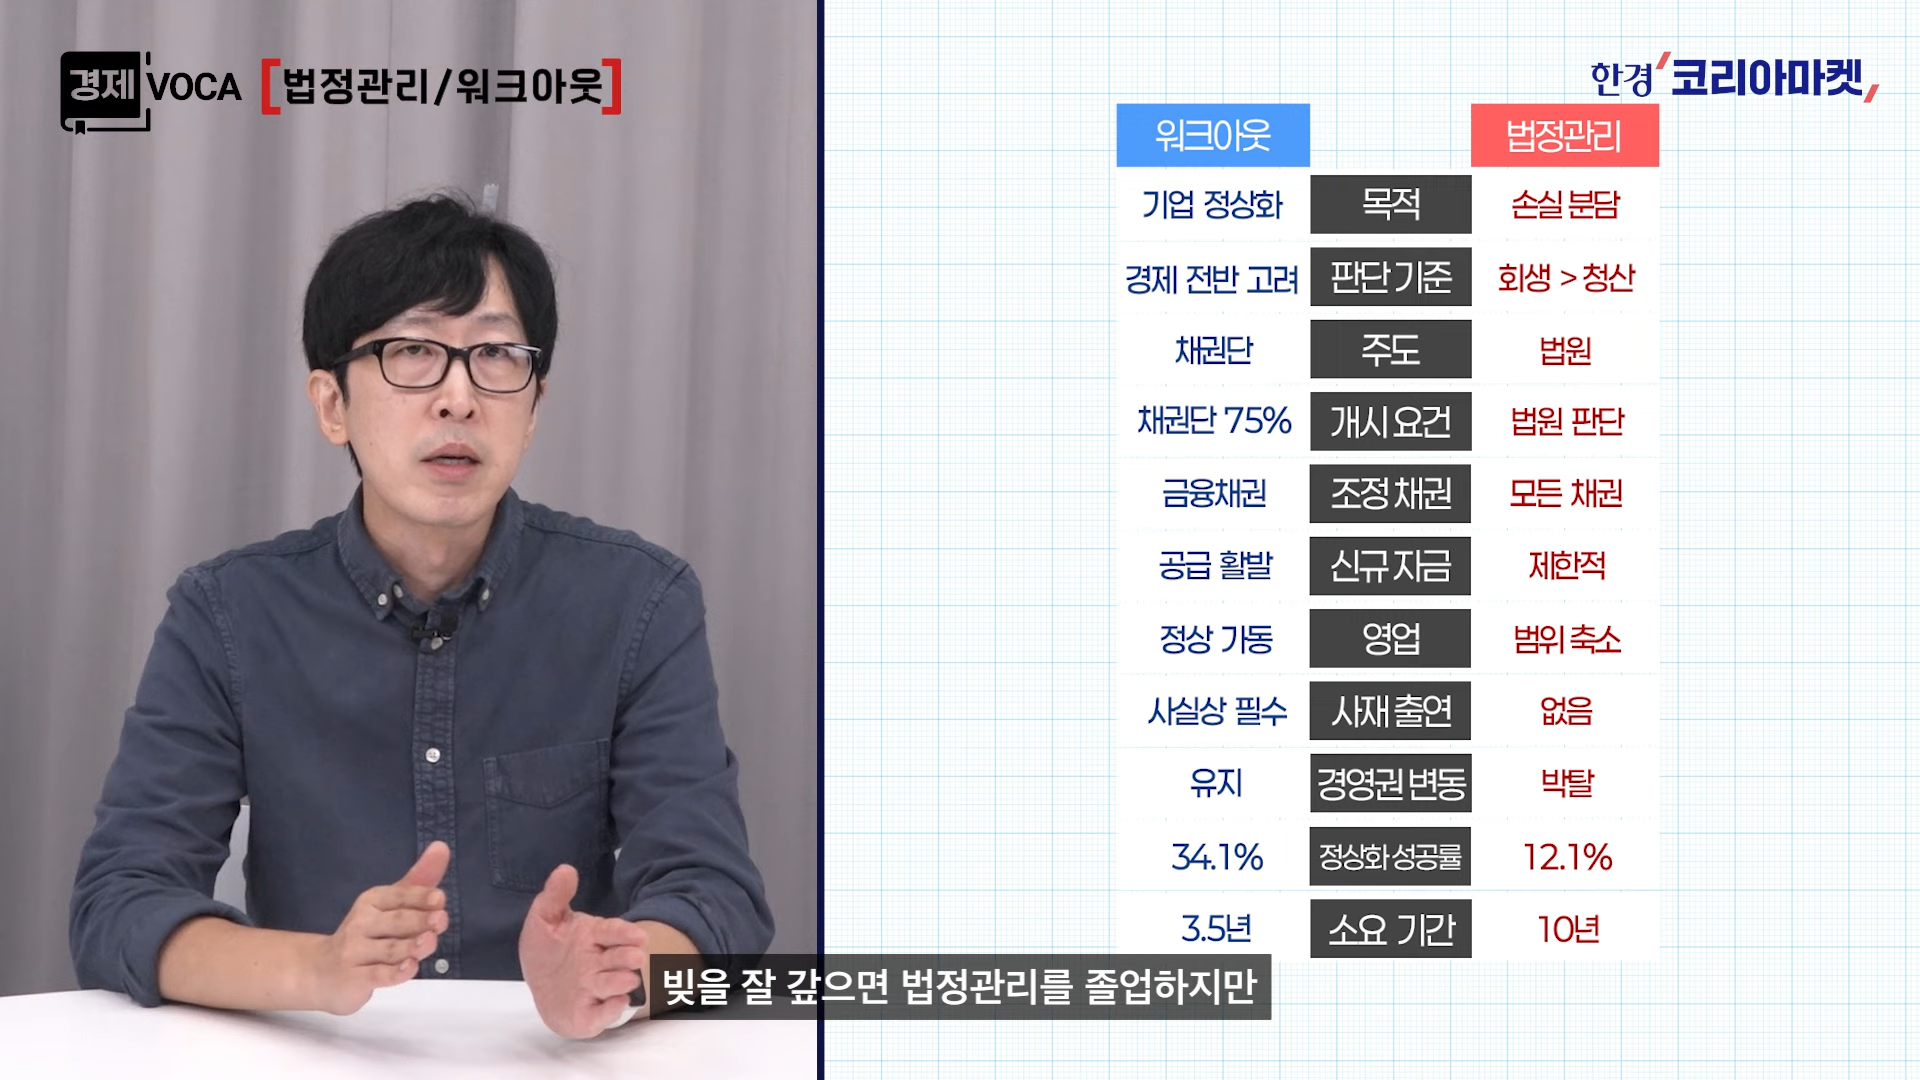 경제 VOCA [법정관리/워크아웃]
한경 '코리아마켓,
워크아웃 법정관리
기업 정상화 목적 손실 분담
경제 전반 고려 판단 기준 회생 > 청산
채권단 주도 법원
채권단 75% 개시 요건 법원 판단
금융채권 조정 채권 모든 채권
공급 활발 신규 자금 제한적
정상 가동 영업 범위 축소
사실상 필수 사재 출연 없음
유지 경영권 변동 박탈
34.1% 정상화 성공률 12.1%
3.5년 소요 기간 10년
빚을 잘 갚으면 법정관리를 졸업하지만